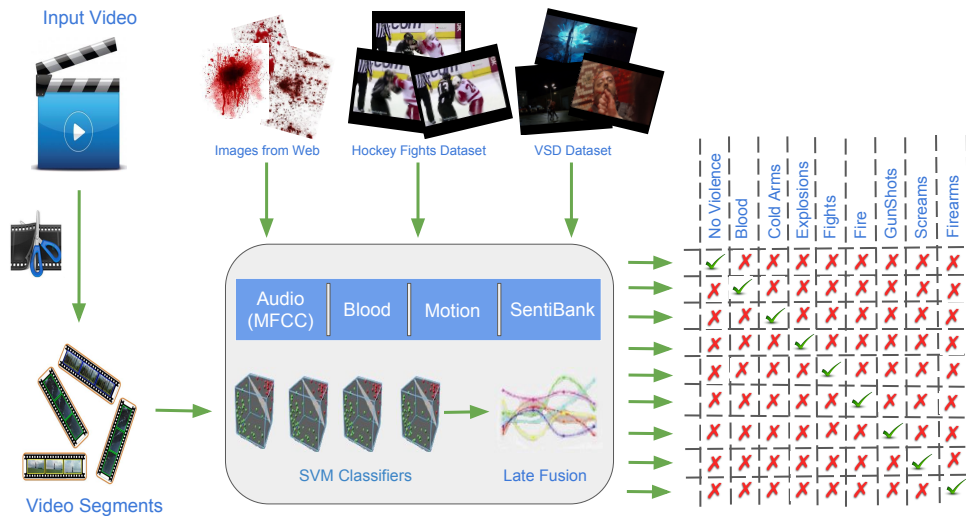 Input Video
Images from Web
Hockey Fights Dataset
VSD Dataset
No Violence
Blood
Cold Arms
Explosions
Fights
Fire
GunShots
Screams
Firearms
Audio
(MFCC)
Blood
Motion
SentiBank
SVM Classifiers
Late Fusion
Video Segments